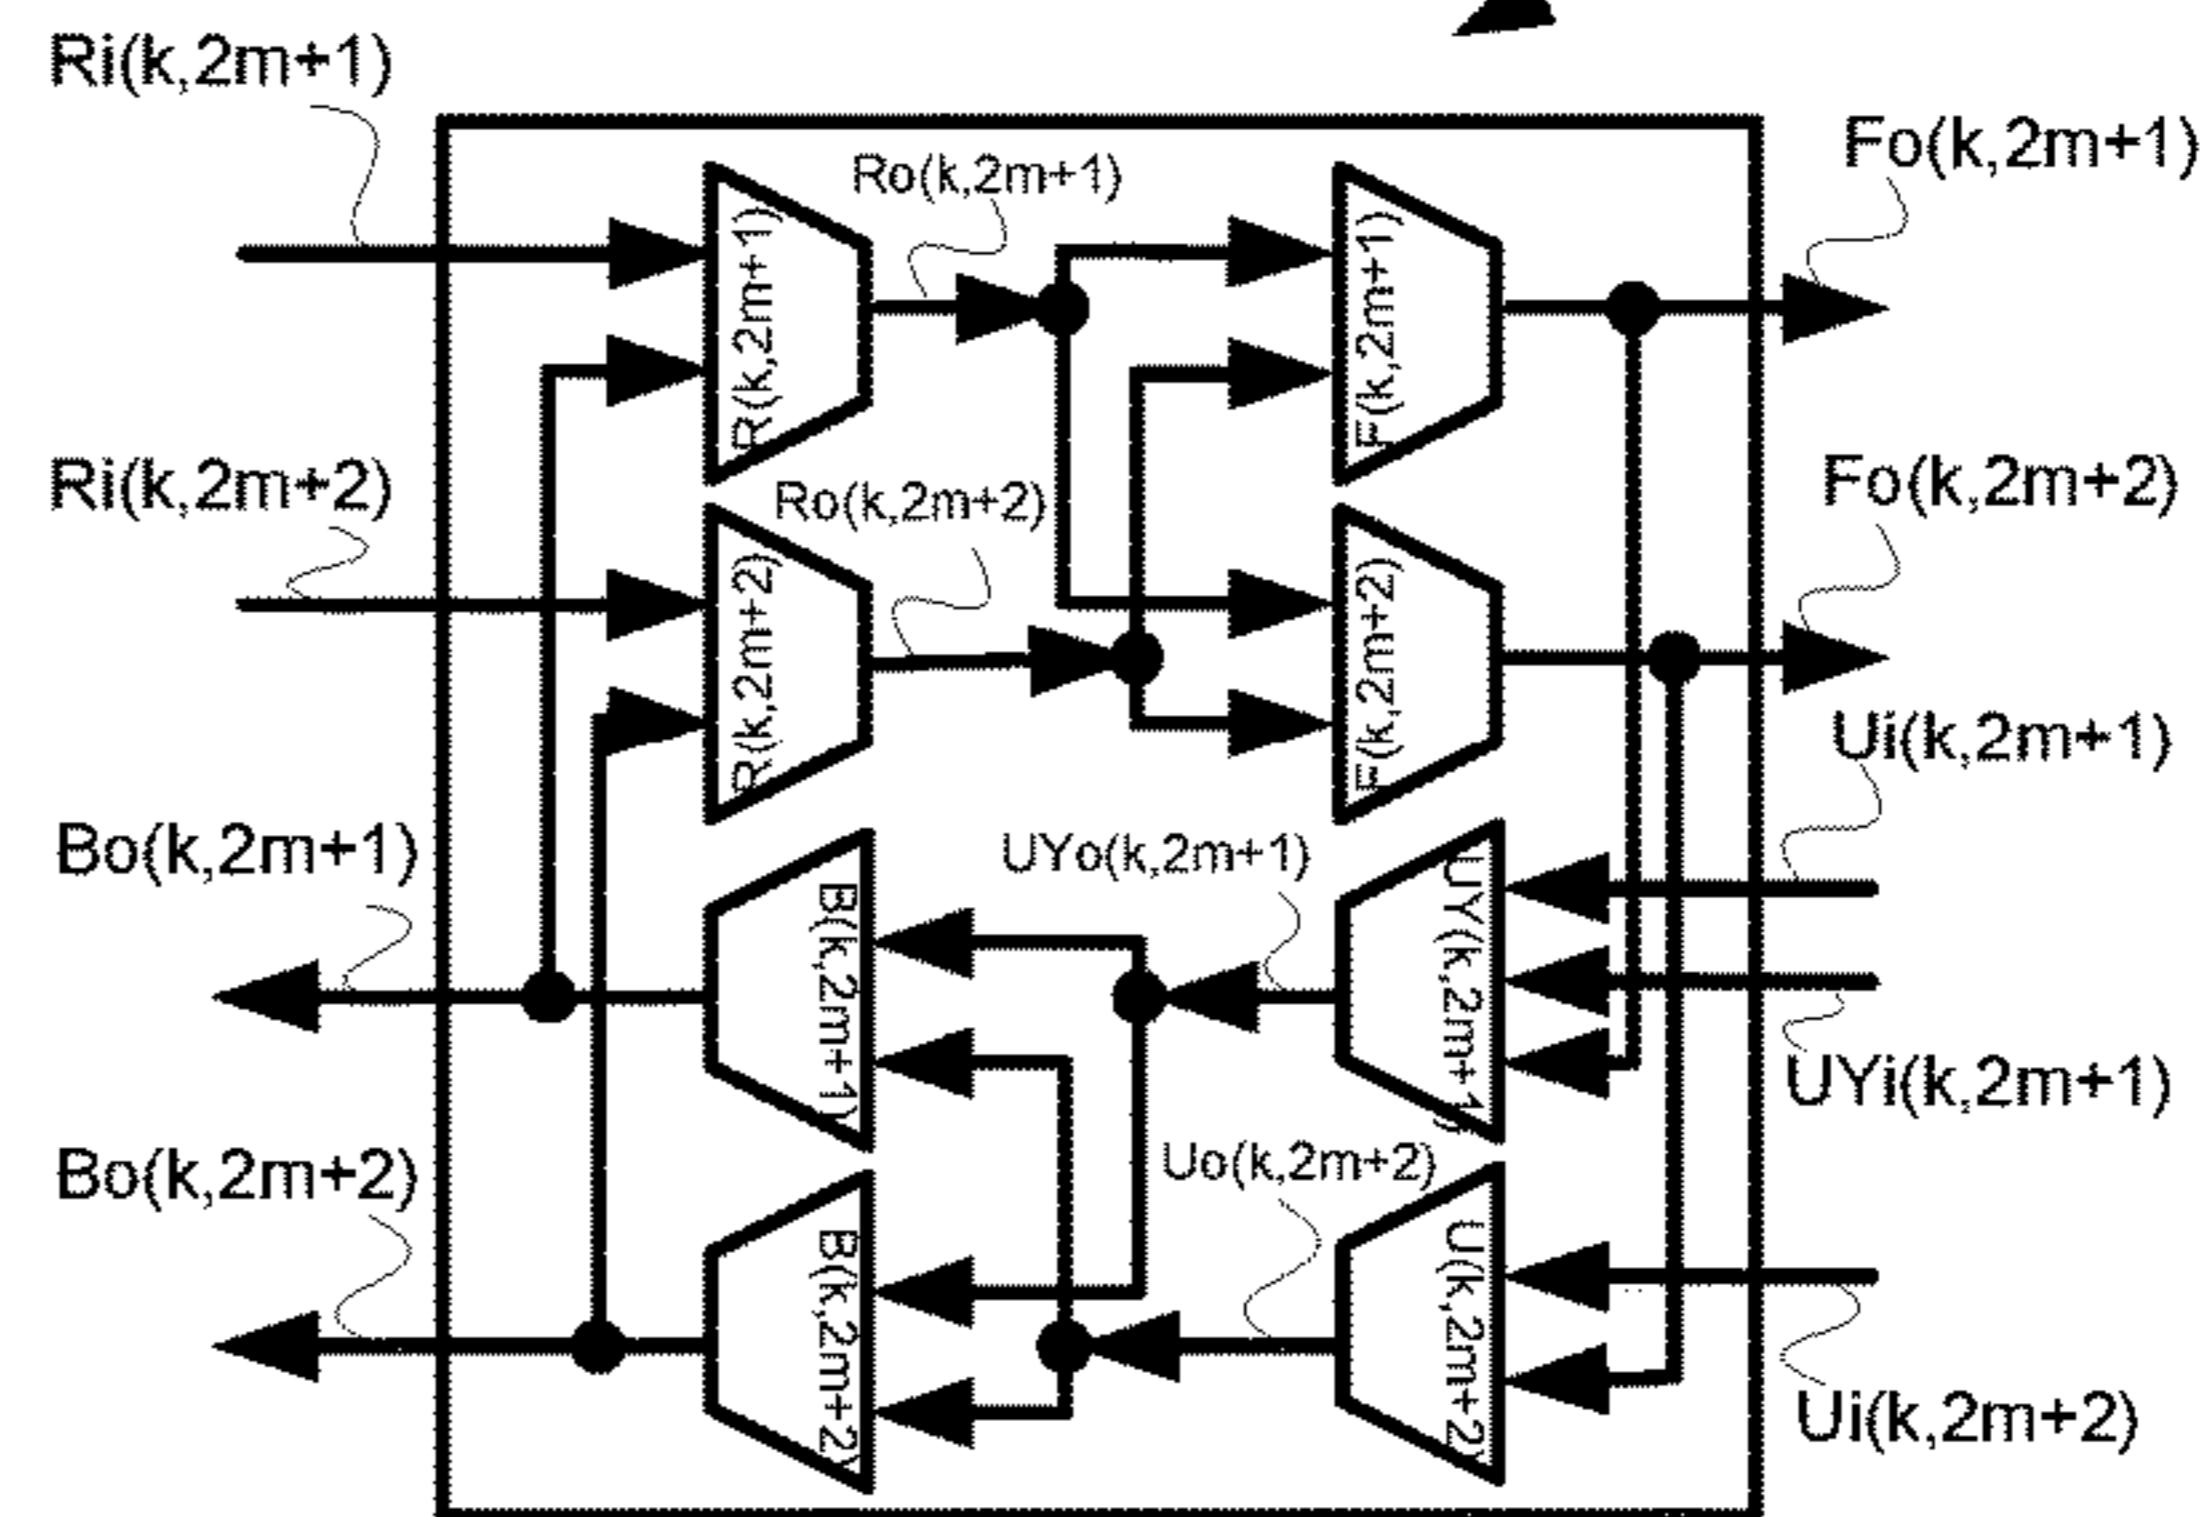 Ri(k,2m+1)
Fo(k,2m+1)
Ro(k,2m+1)
R(k,2m+1)
F(k,2m+1)
Ri(k,2m+2)
Ro(k,2m+2)
Fo(k,2m+2)
R(k,2m+2)
F(k,2m+2)
Ui(k,2m+1)
Bo(k,2m+1)
UYo(k,2m+1)
B(k,2m+1)
UY(k,2m+1)
UYi(k,2m+1)
Bo(k,2m+2)
Uo(k,2m+2)
B(k,2m+2)
U(k,2m+2)
Ui(k,2m+2)